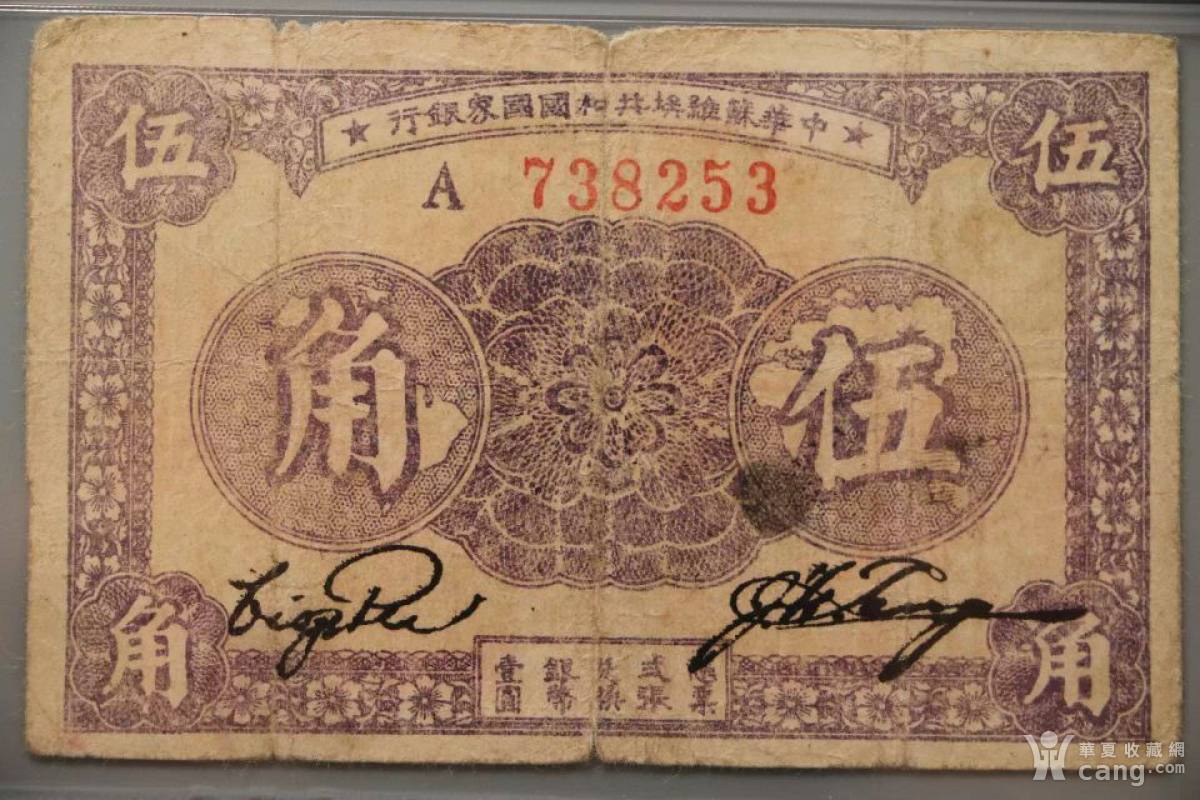 中華蘇維埃共和國國家銀行
A 738253
伍 伍
伍角
角 角
憑票
弍張
兌換
銀幣
壹圓
華夏收藏網
cang.com